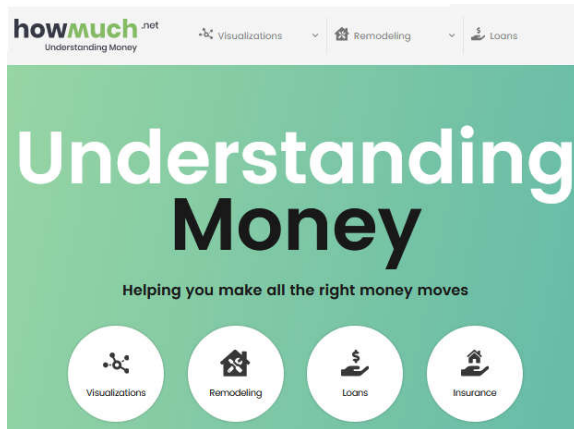 howmuch.net
Understanding Money
Visualizations
Remodeling
Loans
Understanding
Money
Helping you make all the right money moves
Visualizations
Remodeling
Loans
Insurance